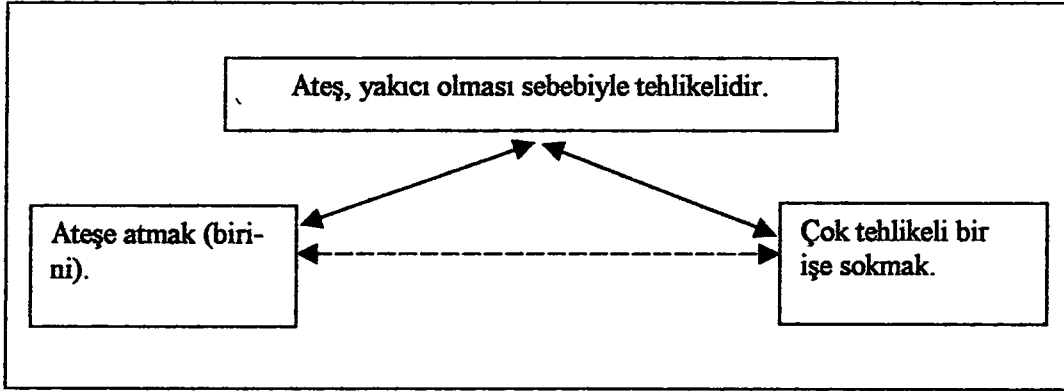 Ateş, yakıcı olması sebebiyle tehlikelidir.
Ateşe atmak (biri-
ni).
Çok tehlikeli bir
işe sokmak.